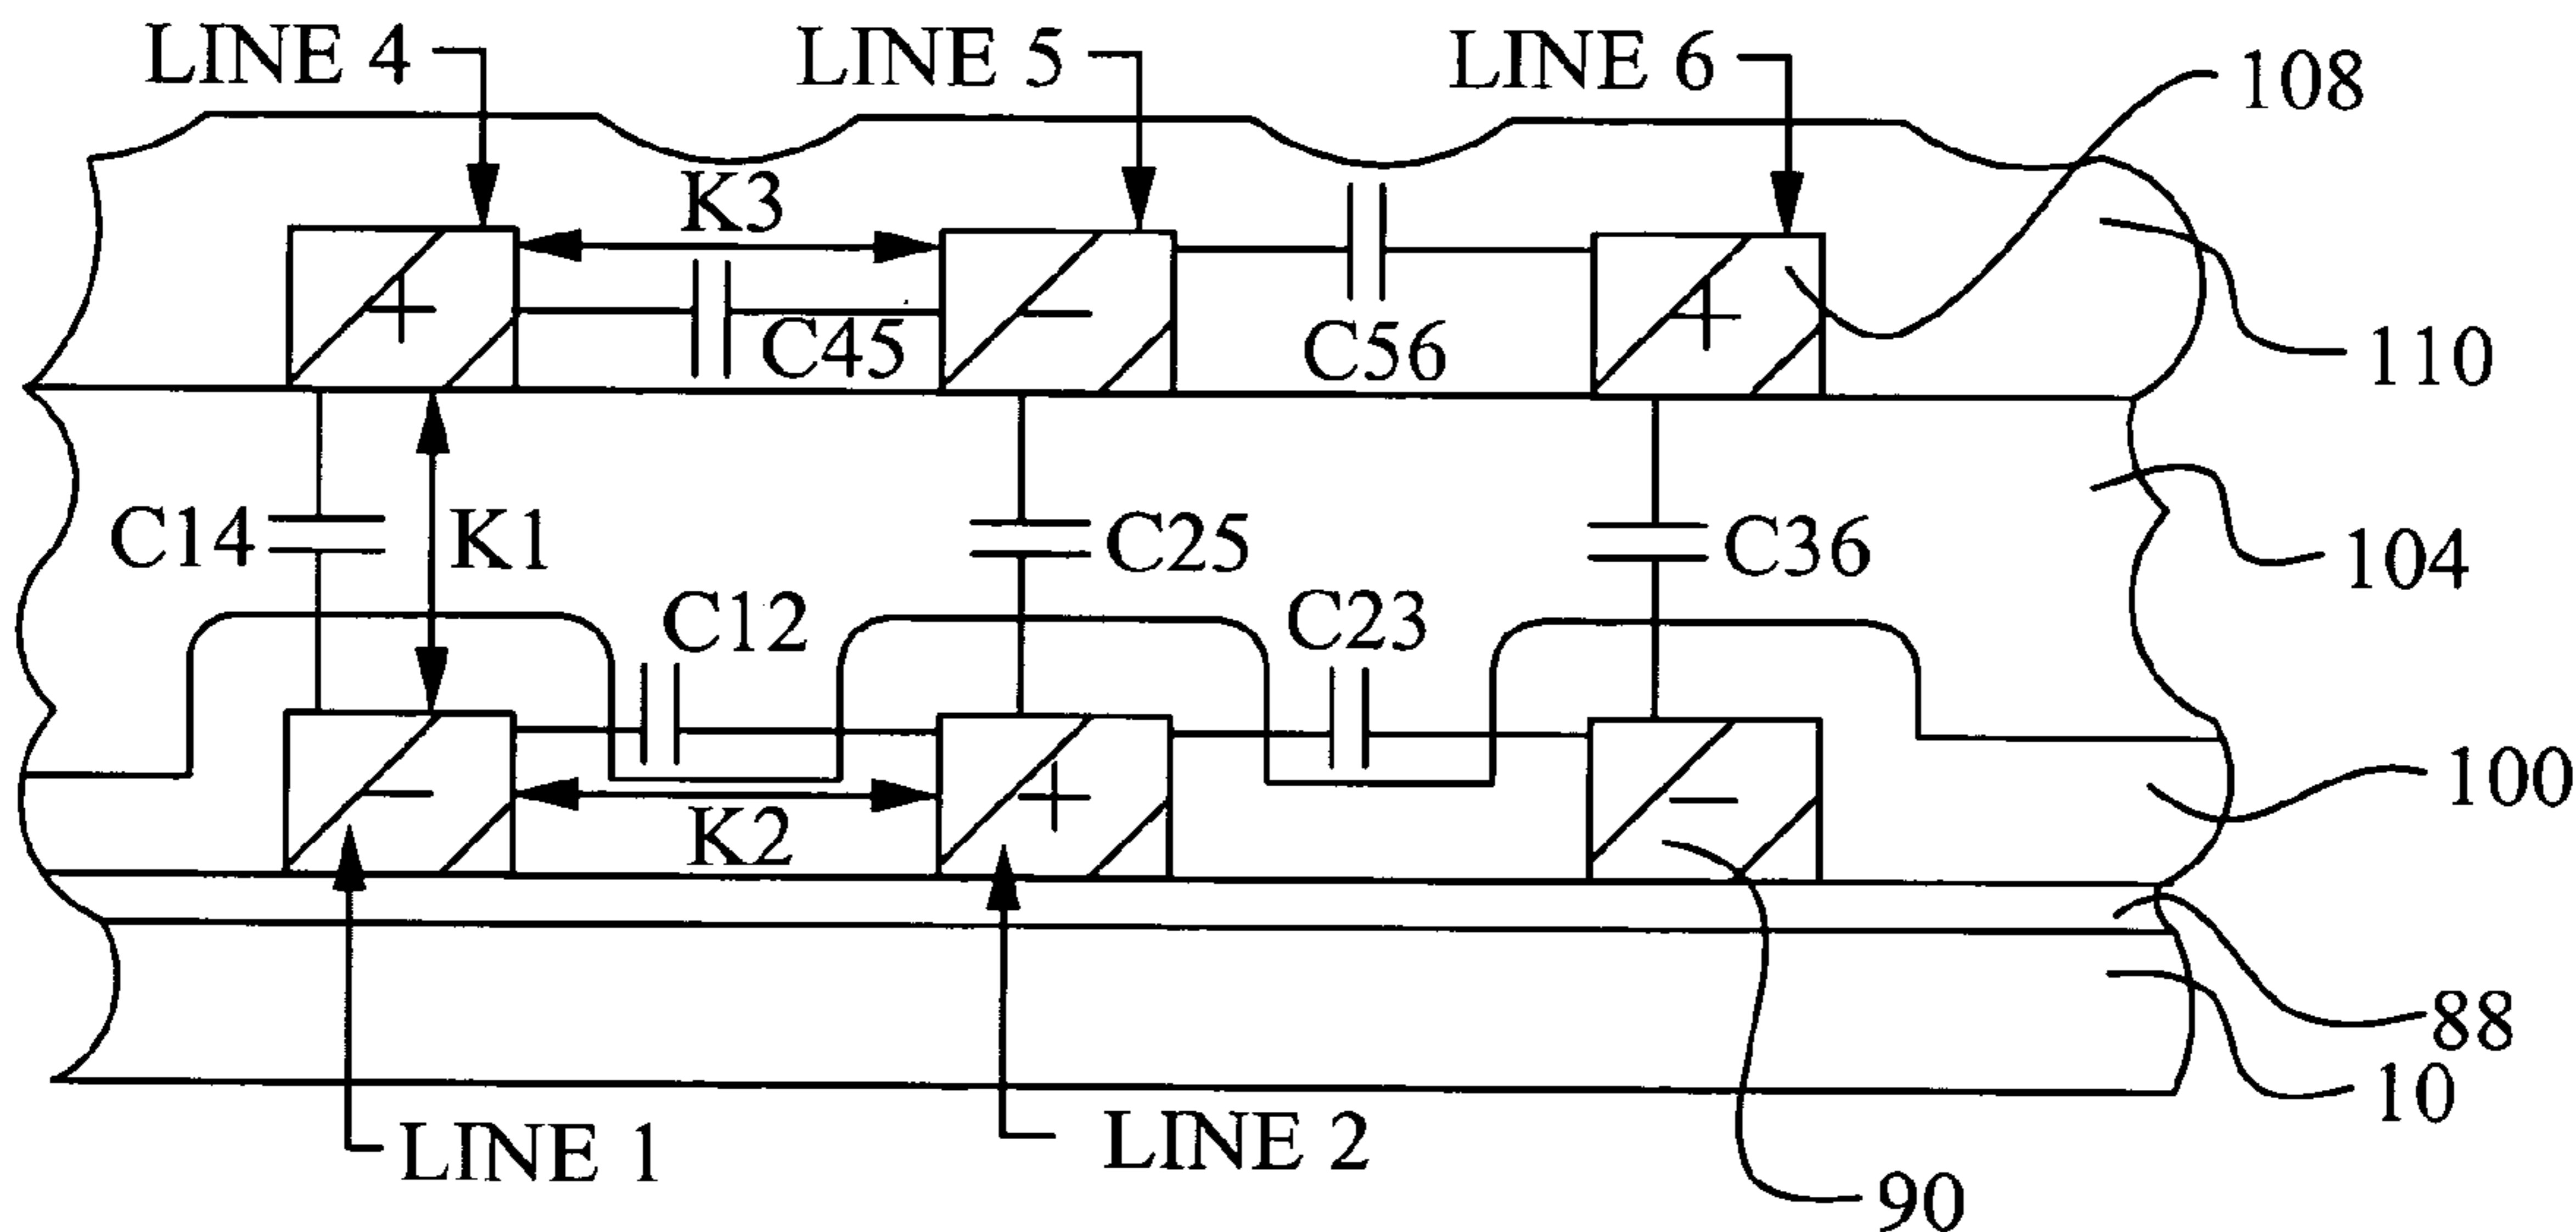 LINE 4
LINE 5
LINE 6
108
K3
+
−
+
C45
C56
110
C14
K1
C25
C36
104
C12
C23
−
+
−
K2
100
88
10
LINE 1
LINE 2
90